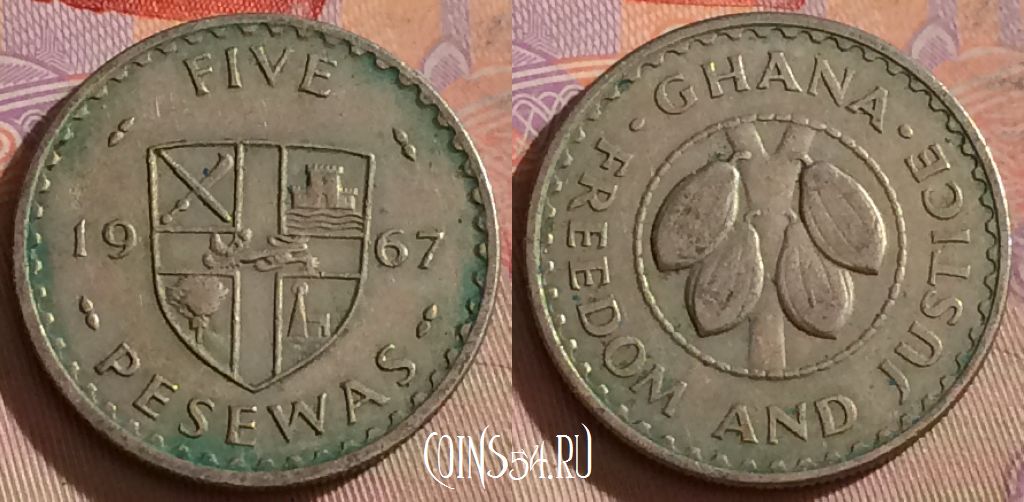 FIVE
19 67
PESEWAS
· GHANA ·
FREEDOM AND JUSTICE
COINS54.RU